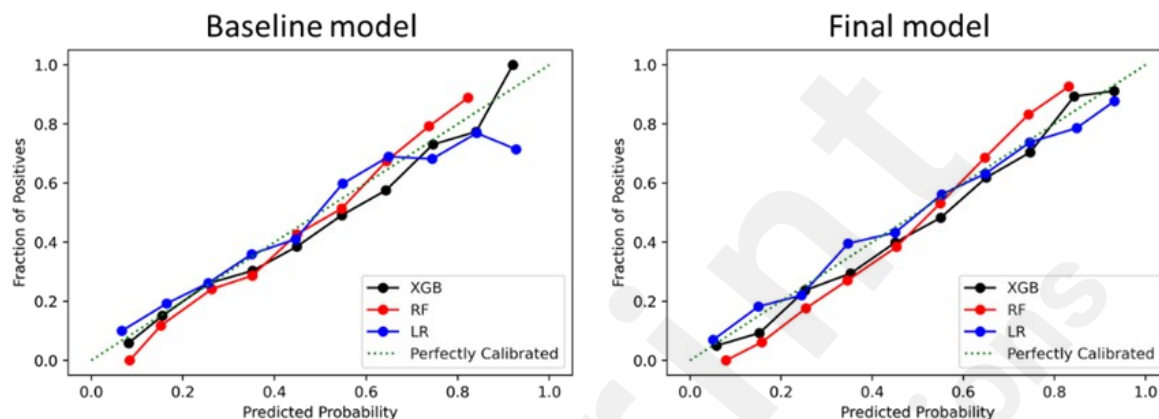 Baseline model
Fraction of Positives
1.0
0.8
0.6
0.4
0.2
0.0
XGB
RF
LR
Perfectly Calibrated
0.0 0.2 0.4 0.6 0.8 1.0
Predicted Probability
Final model
Fraction of Positives
1.0
0.8
0.6
0.4
0.2
0.0
XGB
RF
LR
Perfectly Calibrated
0.0 0.2 0.4 0.6 0.8 1.0
Predicted Probability